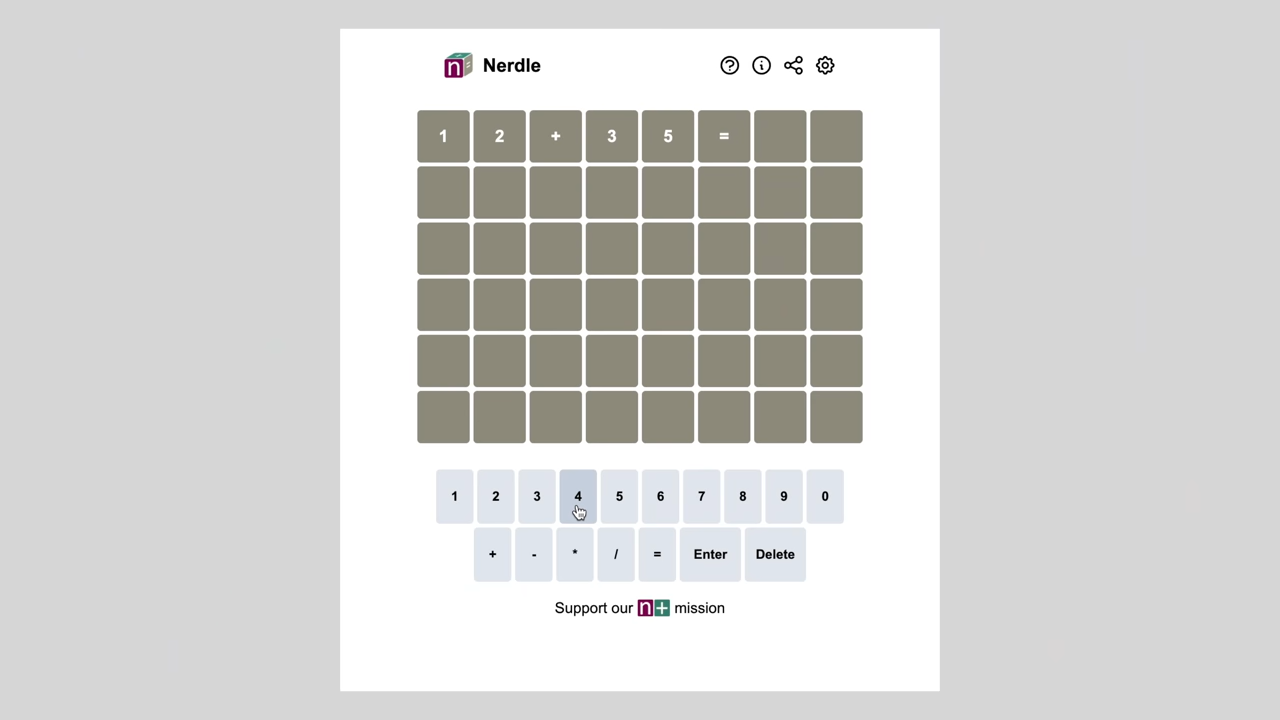 n Nerdle
1 2 + 3 5 =
1 2 3 4 5 6 7 8 9 0
+ - * / = Enter Delete
Support our n+ mission